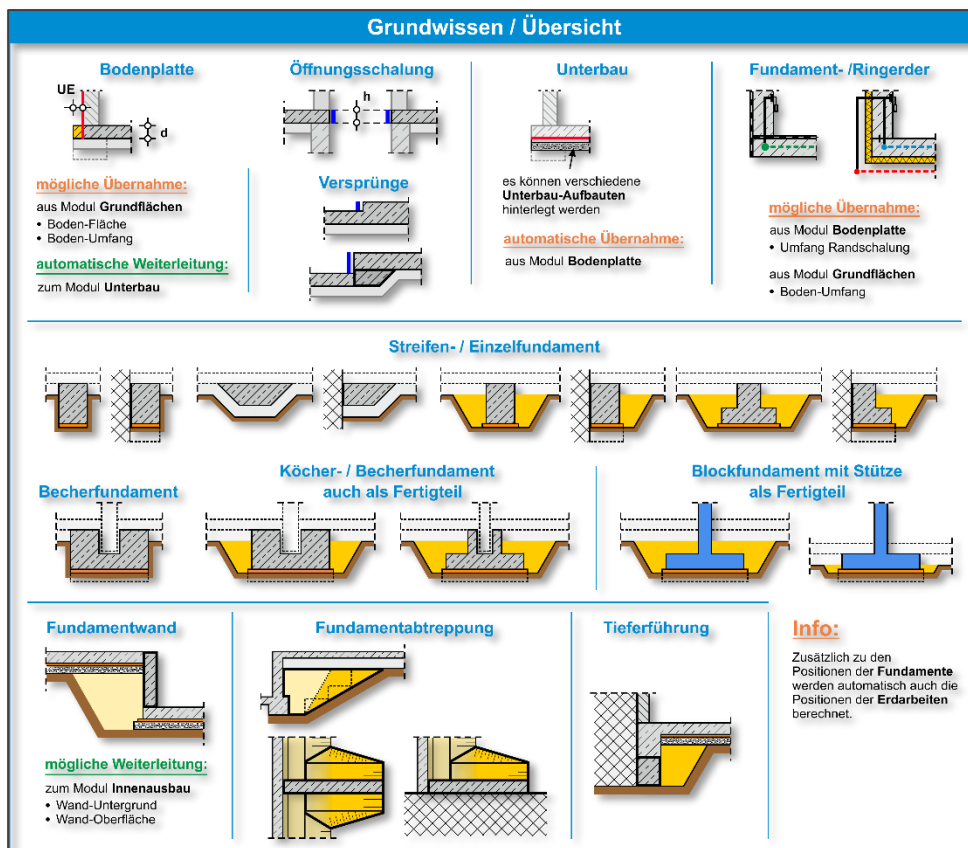 Grundwissen / Übersicht
Bodenplatte
UE
d
mögliche Übernahme:
aus Modul Grundflächen
• Boden-Fläche
• Boden-Umfang
automatische Weiterleitung:
zum Modul Unterbau
Öffnungsschalung
h
Versprünge
Unterbau
es können verschiedene
Unterbau-Aufbauten
hinterlegt werden
automatische Übernahme:
aus Modul Bodenplatte
Fundament- /Ringerder
mögliche Übernahme:
aus Modul Bodenplatte
• Umfang Randschalung
aus Modul Grundflächen
• Boden-Umfang
Streifen- / Einzelfundament
Becherfundament
Köcher- / Becherfundament
auch als Fertigteil
Blockfundament mit Stütze
als Fertigteil
Fundamentwand
mögliche Weiterleitung:
zum Modul Innenausbau
• Wand-Untergrund
• Wand-Oberfläche
Fundamentabtreppung
Tieferführung
Info:
Zusätzlich zu den
Positionen der Fundamente
werden automatisch auch die
Positionen der Erdarbeiten
berechnet.